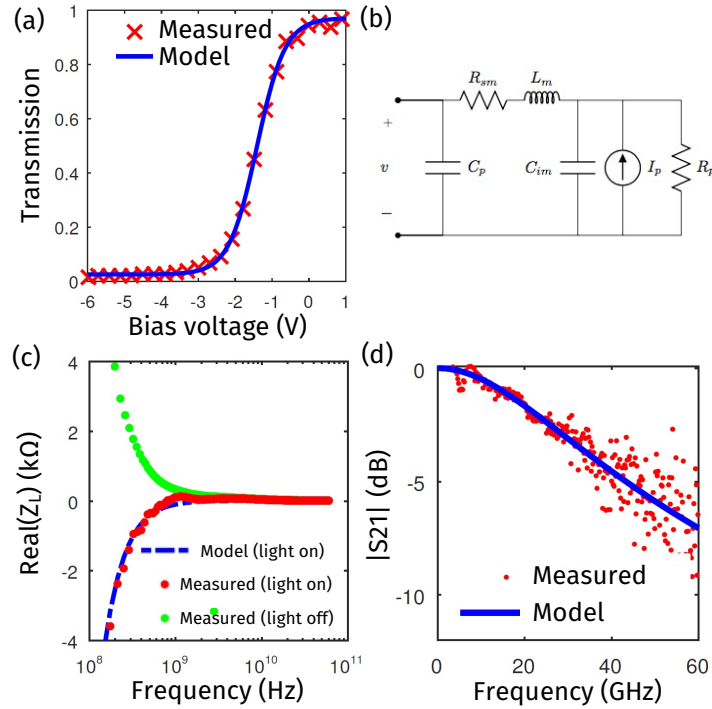 (a)
Measured
Model
Transmission
1
0.8
0.6
0.4
0.2
0
-6 -5 -4 -3 -2 -1 0 1
Bias voltage (V)
(b)
R_sm L_m
+
v
−
C_p C_im I_p R_p
(c)
Real(Z_L) (kΩ)
4
2
0
-2
-4
Model (light on)
Measured (light on)
Measured (light off)
10^8 10^9 10^10 10^11
Frequency (Hz)
(d)
|S21| (dB)
0
-5
-10
Measured
Model
0 20 40 60
Frequency (GHz)